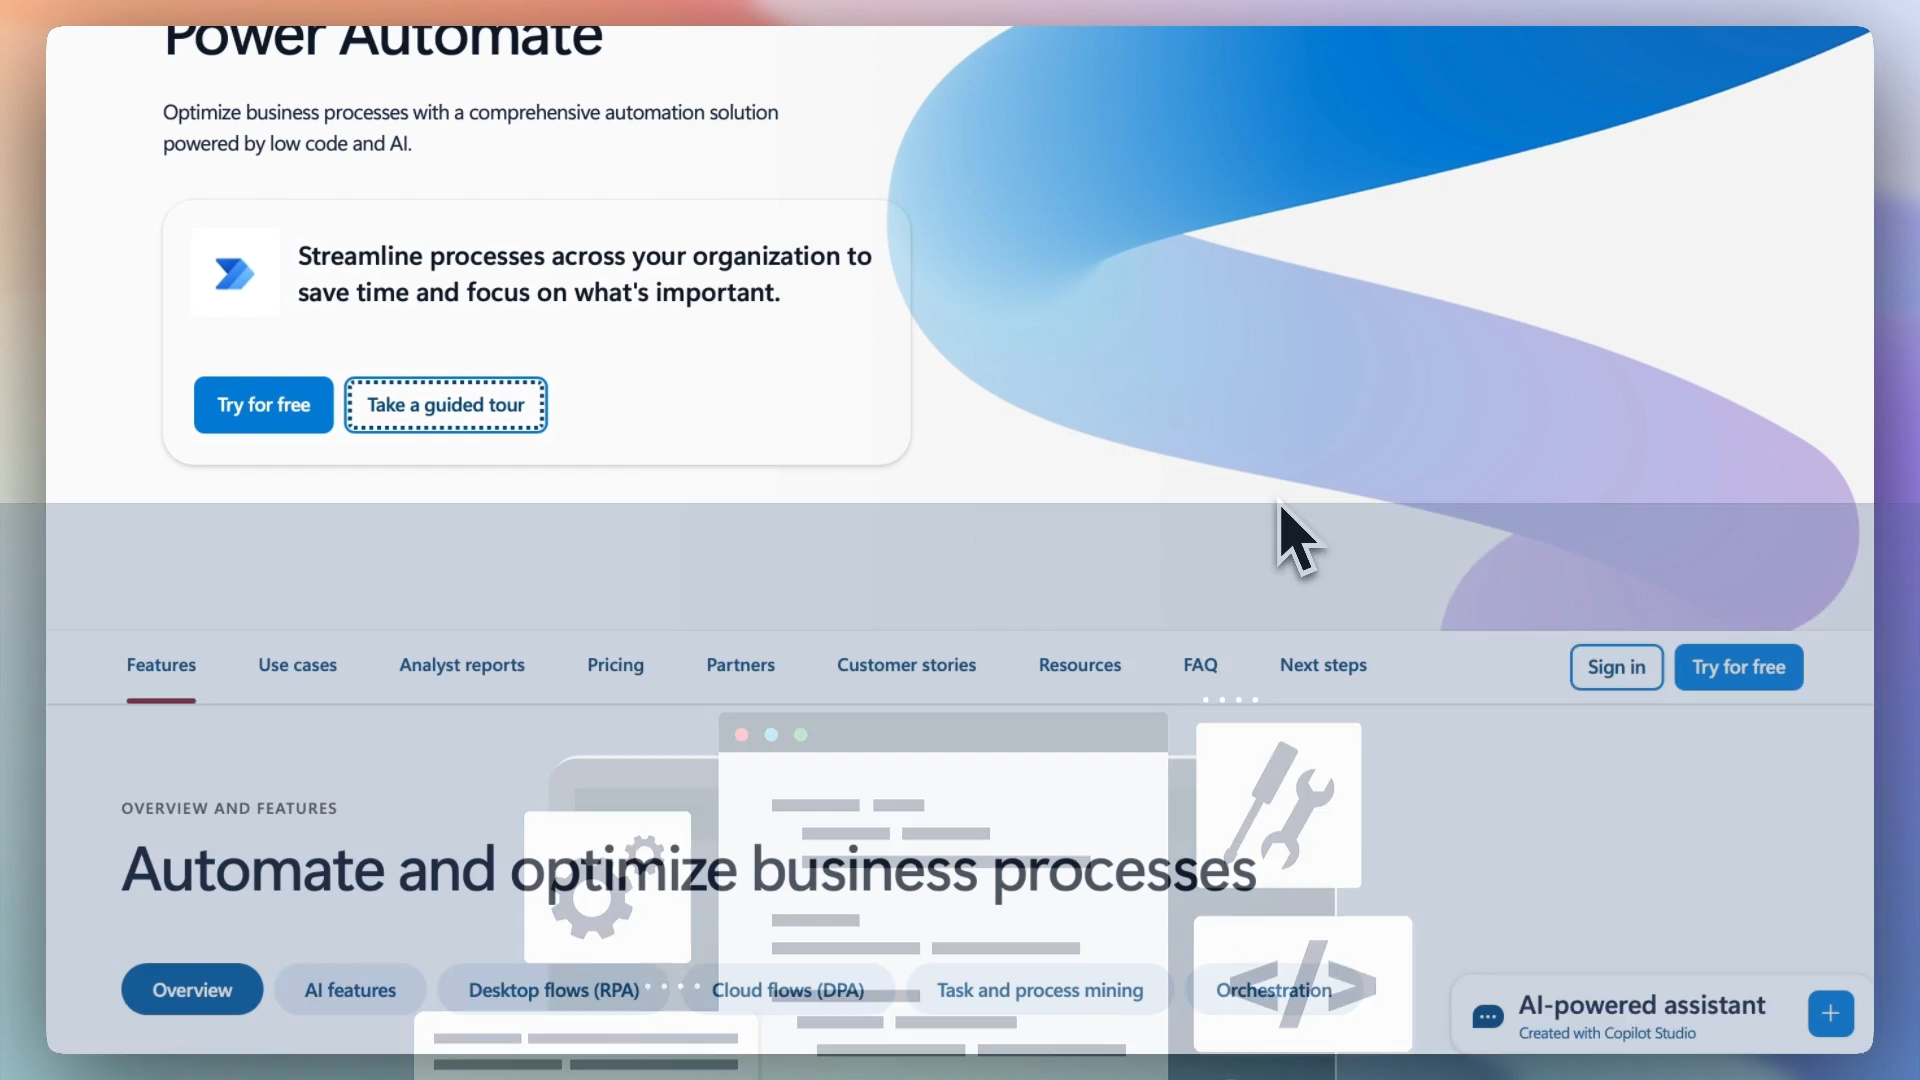 Power Automate
Optimize business processes with a comprehensive automation solution
powered by low code and AI.
Streamline processes across your organization to
save time and focus on what's important.
Try for free
Take a guided tour
Features
Use cases
Analyst reports
Pricing
Partners
Customer stories
Resources
FAQ
Next steps
Sign in
Try for free
OVERVIEW AND FEATURES
Automate and optimize business processes
Overview
AI features
Desktop flows (RPA)
Cloud flows (DPA)
Task and process mining
Orchestration
</>
AI-powered assistant
Created with Copilot Studio